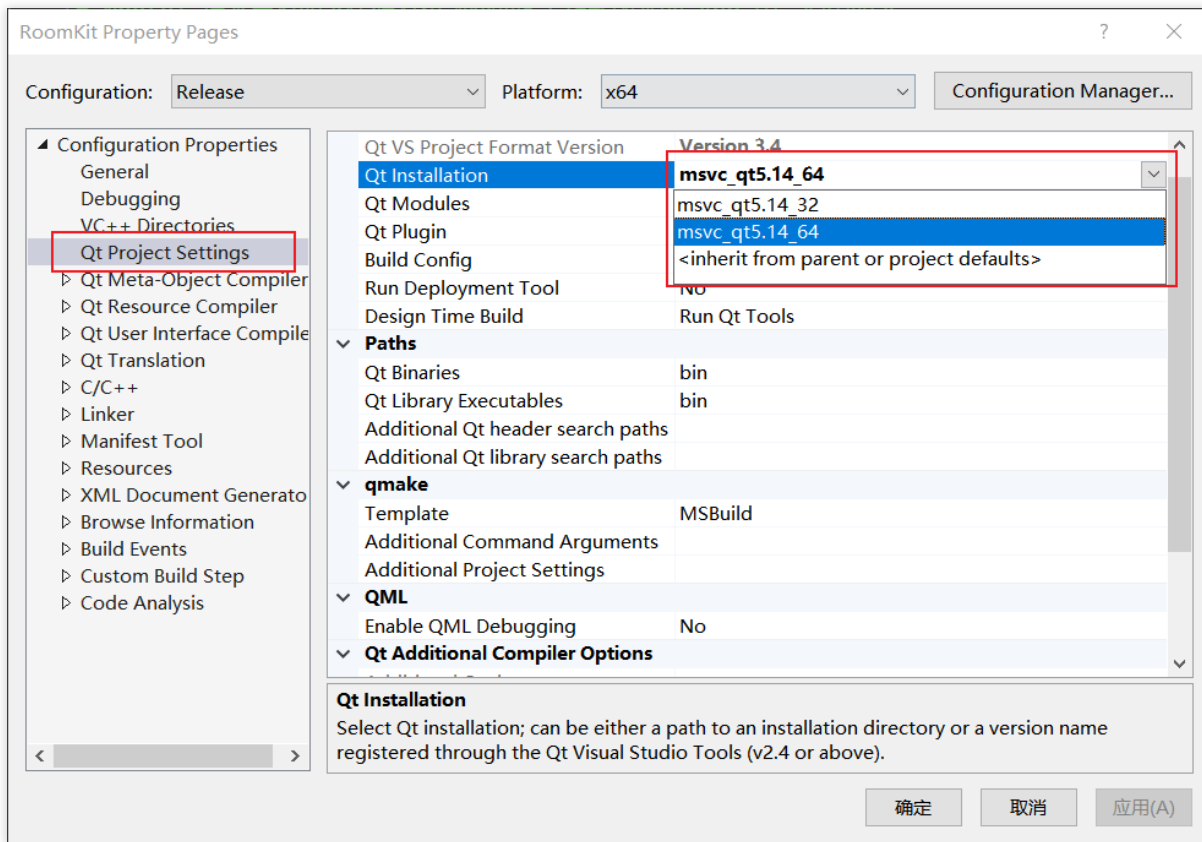 RoomKit Property Pages
Configuration: Release Platform: x64 Configuration Manager...
Configuration Properties
General
Debugging
VC++ Directories
Qt Project Settings
Qt Meta-Object Compiler
Qt Resource Compiler
Qt User Interface Compile
Qt Translation
C/C++
Linker
Manifest Tool
Resources
XML Document Generato
Browse Information
Build Events
Custom Build Step
Code Analysis
Qt VS Project Format Version Version 3.4
Qt Installation msvc_qt5.14_64
Qt Modules
Qt Plugin
Build Config
msvc_qt5.14_32
msvc_qt5.14_64
<inherit from parent or project defaults>
Run Deployment Tool No
Design Time Build Run Qt Tools
Paths
Qt Binaries bin
Qt Library Executables bin
Additional Qt header search paths
Additional Qt library search paths
qmake
Template MSBuild
Additional Command Arguments
Additional Project Settings
QML
Enable QML Debugging No
Qt Additional Compiler Options
Qt Installation
Select Qt installation; can be either a path to an installation directory or a version name
registered through the Qt Visual Studio Tools (v2.4 or above).
确定 取消 应用(A)